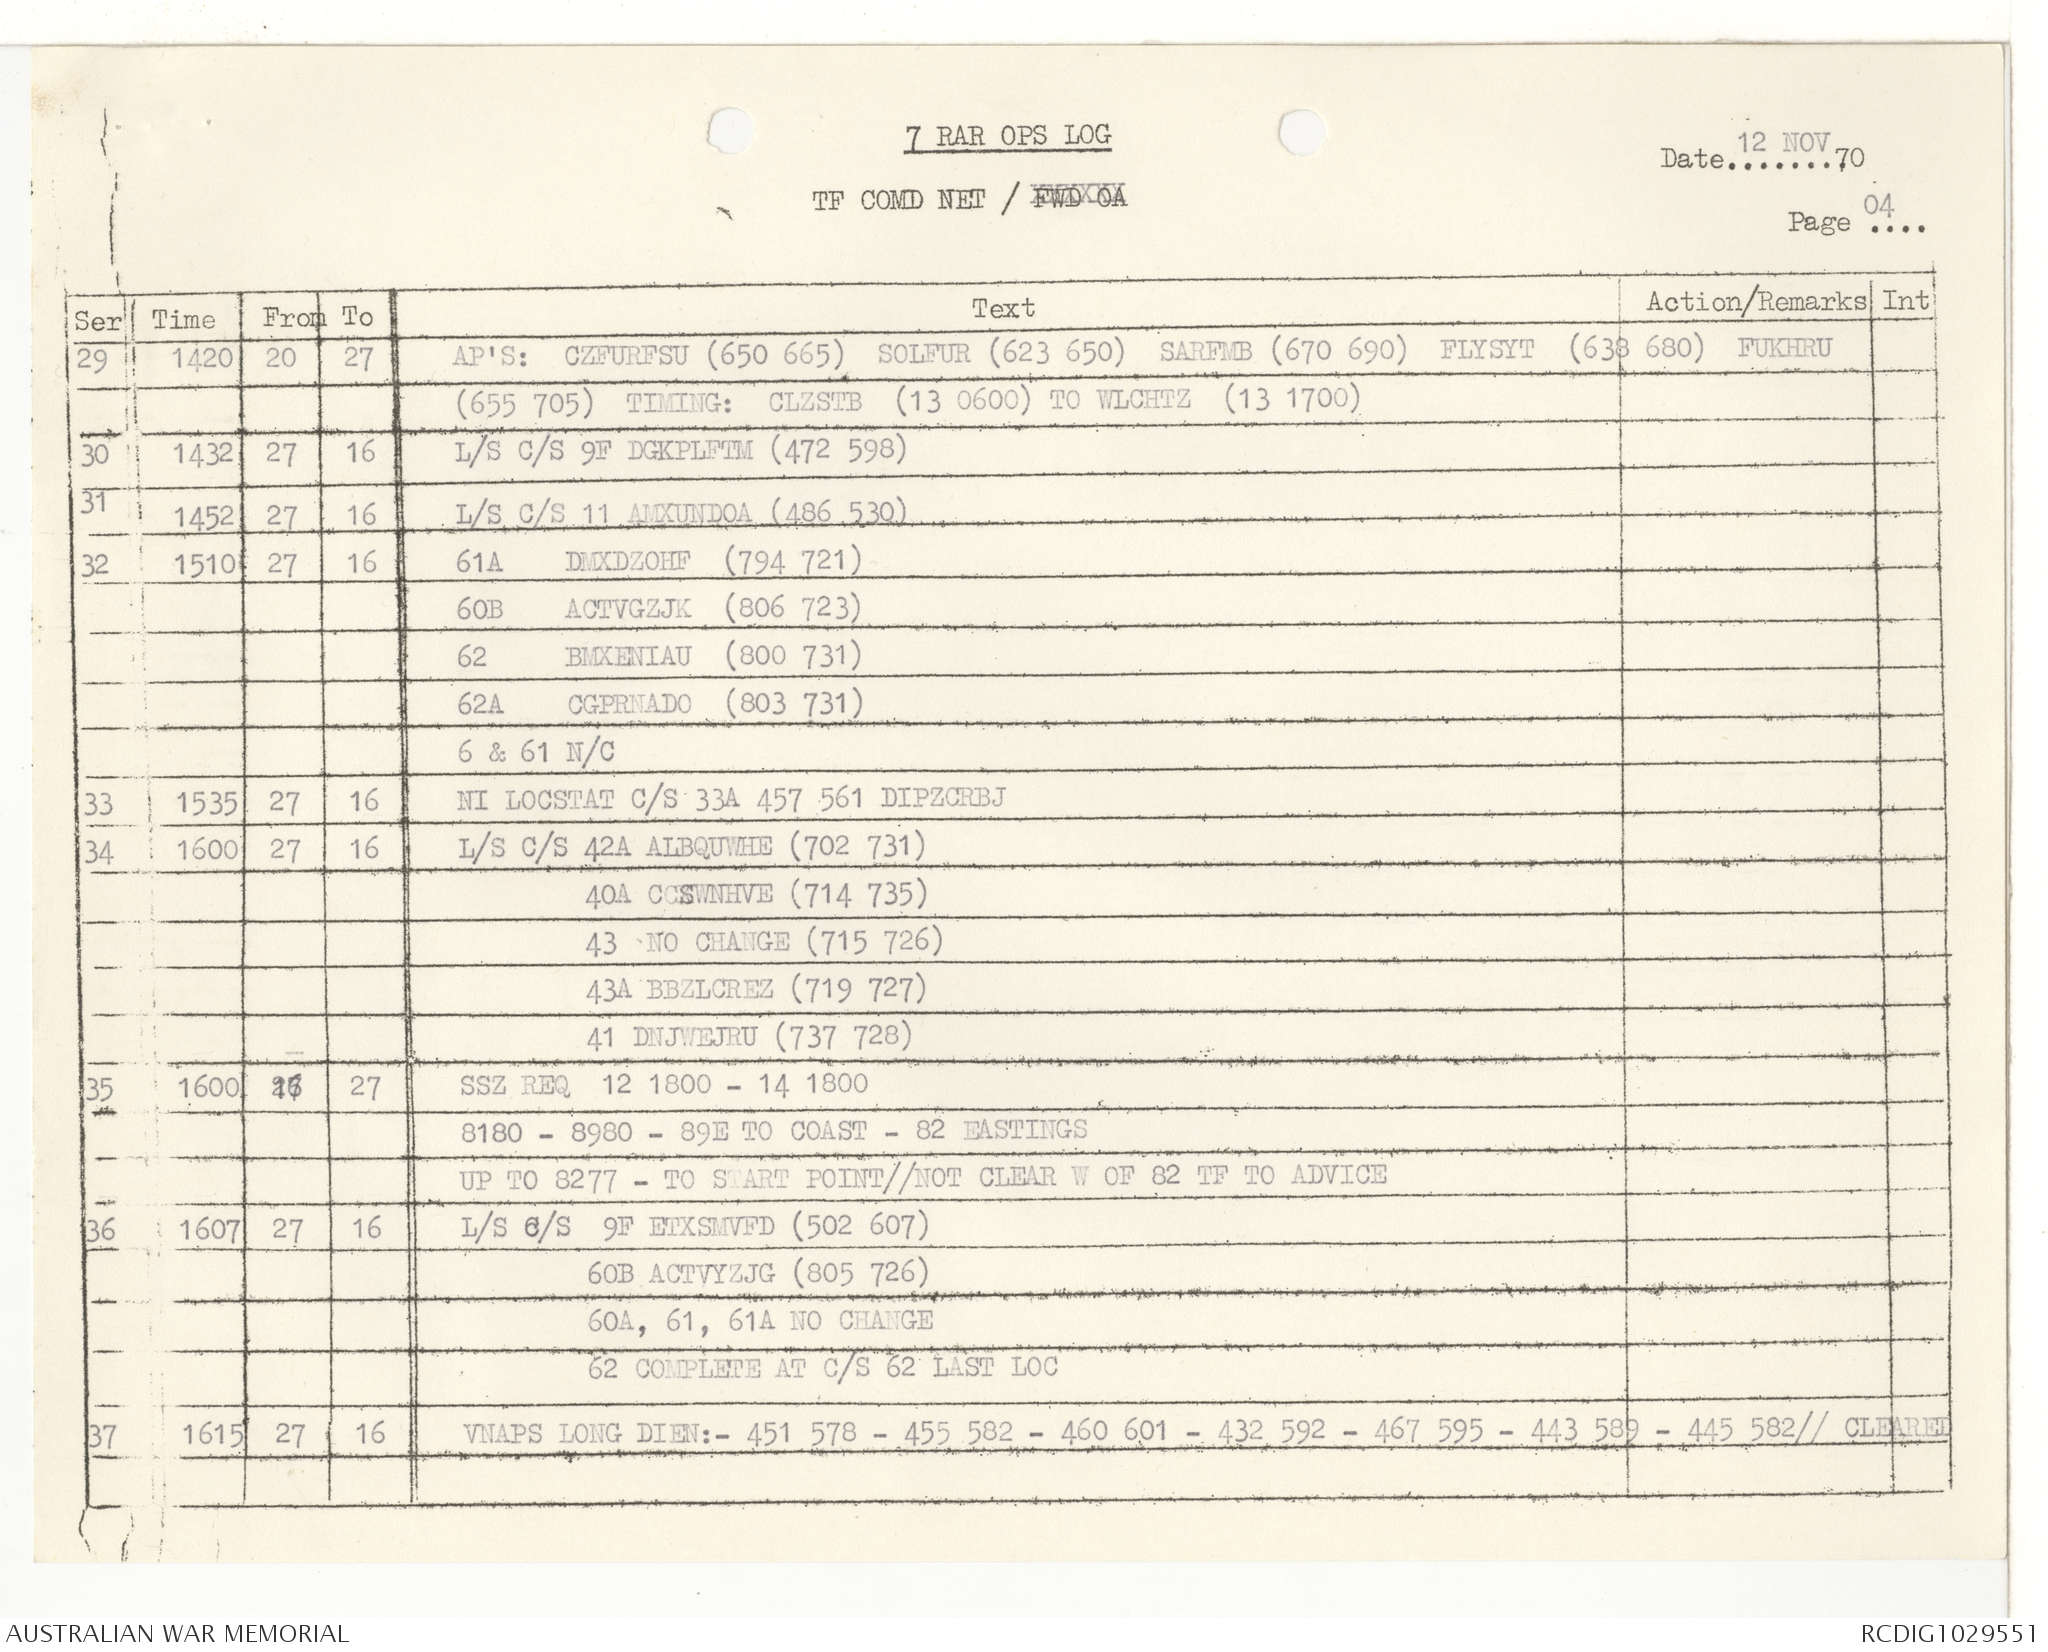 7 RAR OPS LOG
Date.......70
12 NOV
TF COMD NET / FWD OA
Page ....
04
Ser Time From To Text Action/Remarks Int
29 1420 20 27 AP'S: CZFURFSU (650 665) SOLFUR (623 650) SARFMB (670 690) FLYSYT (638 680) FUKHRU
(655 705) TIMING: CLZSTB (13 0600) TO WLCHTZ (13 1700)
30 1432 27 16 L/S C/S 9F DGKPLFTM (472 598)
31 1452 27 16 L/S C/S 11 AMXUNDOA (486 530)
32 1510 27 16 61A DMXDZOHF (794 721)
60B ACTVGZJK (806 723)
62 BMXENIAU (800 731)
62A CGPRNADO (803 731)
6 & 61 N/C
33 1535 27 16 NI LOCSTAT C/S 33A 457 561 DIPZCRBJ
34 1600 27 16 L/S C/S 42A ALBQUWHE (702 731)
40A CCSWNHVE (714 735)
43 NO CHANGE (715 726)
43A BBZLCREZ (719 727)
41 DNJWEJRU (737 728)
35 1600 27 SSZ REQ 12 1800 - 14 1800
8180 - 8980 - 89E TO COAST - 82 EASTINGS
UP TO 8277 - TO START POINT//NOT CLEAR W OF 82 TF TO ADVICE
36 1607 27 16 L/S C/S 9F ETXSMVFD (502 607)
60B ACTVYZJG (805 726)
60A, 61, 61A NO CHANGE
62 COMPLETE AT C/S 62 LAST LOC
37 1615 27 16 VNAPS LONG DIEN:- 451 578 - 455 582 - 460 601 - 432 592 - 467 595 - 443 589 - 445 582// CLEARED
AUSTRALIAN WAR MEMORIAL
RCDIG1029551